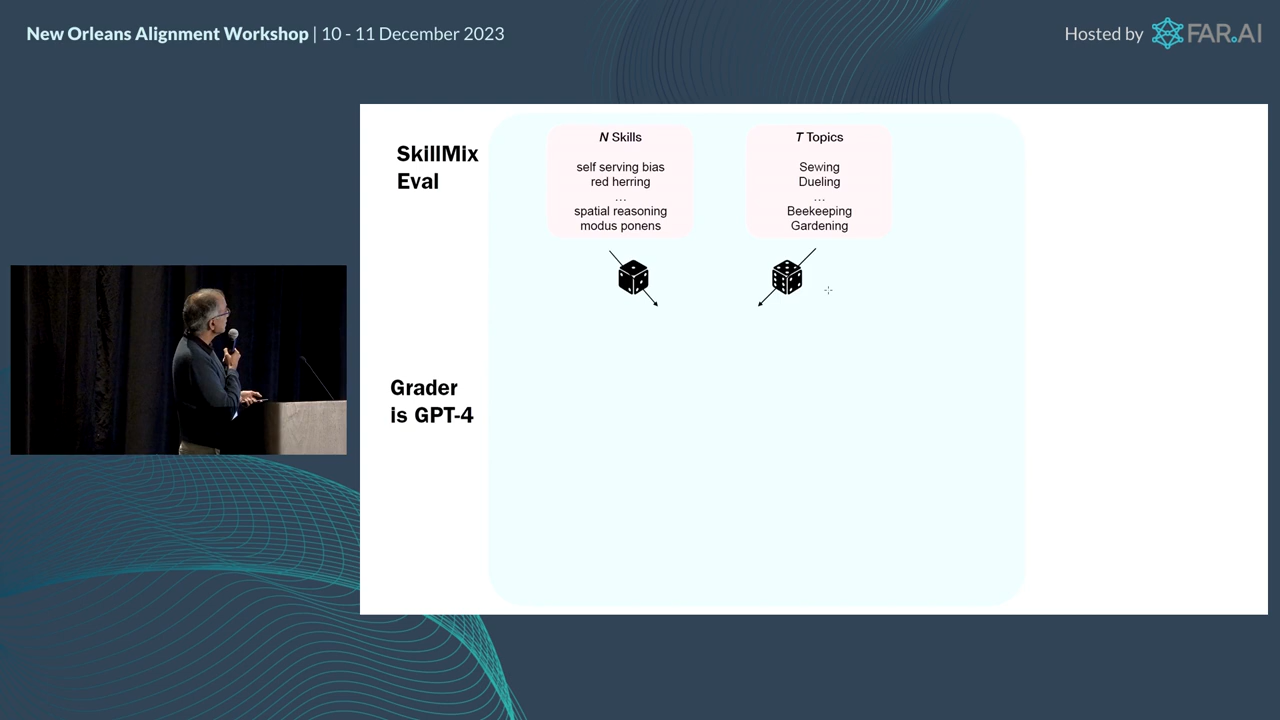 New Orleans Alignment Workshop | 10 - 11 December 2023
Hosted by FAR.AI
SkillMix
Eval
N Skills
self serving bias
red herring
...
spatial reasoning
modus ponens
T Topics
Sewing
Dueling
...
Beekeeping
Gardening
Grader
is GPT-4